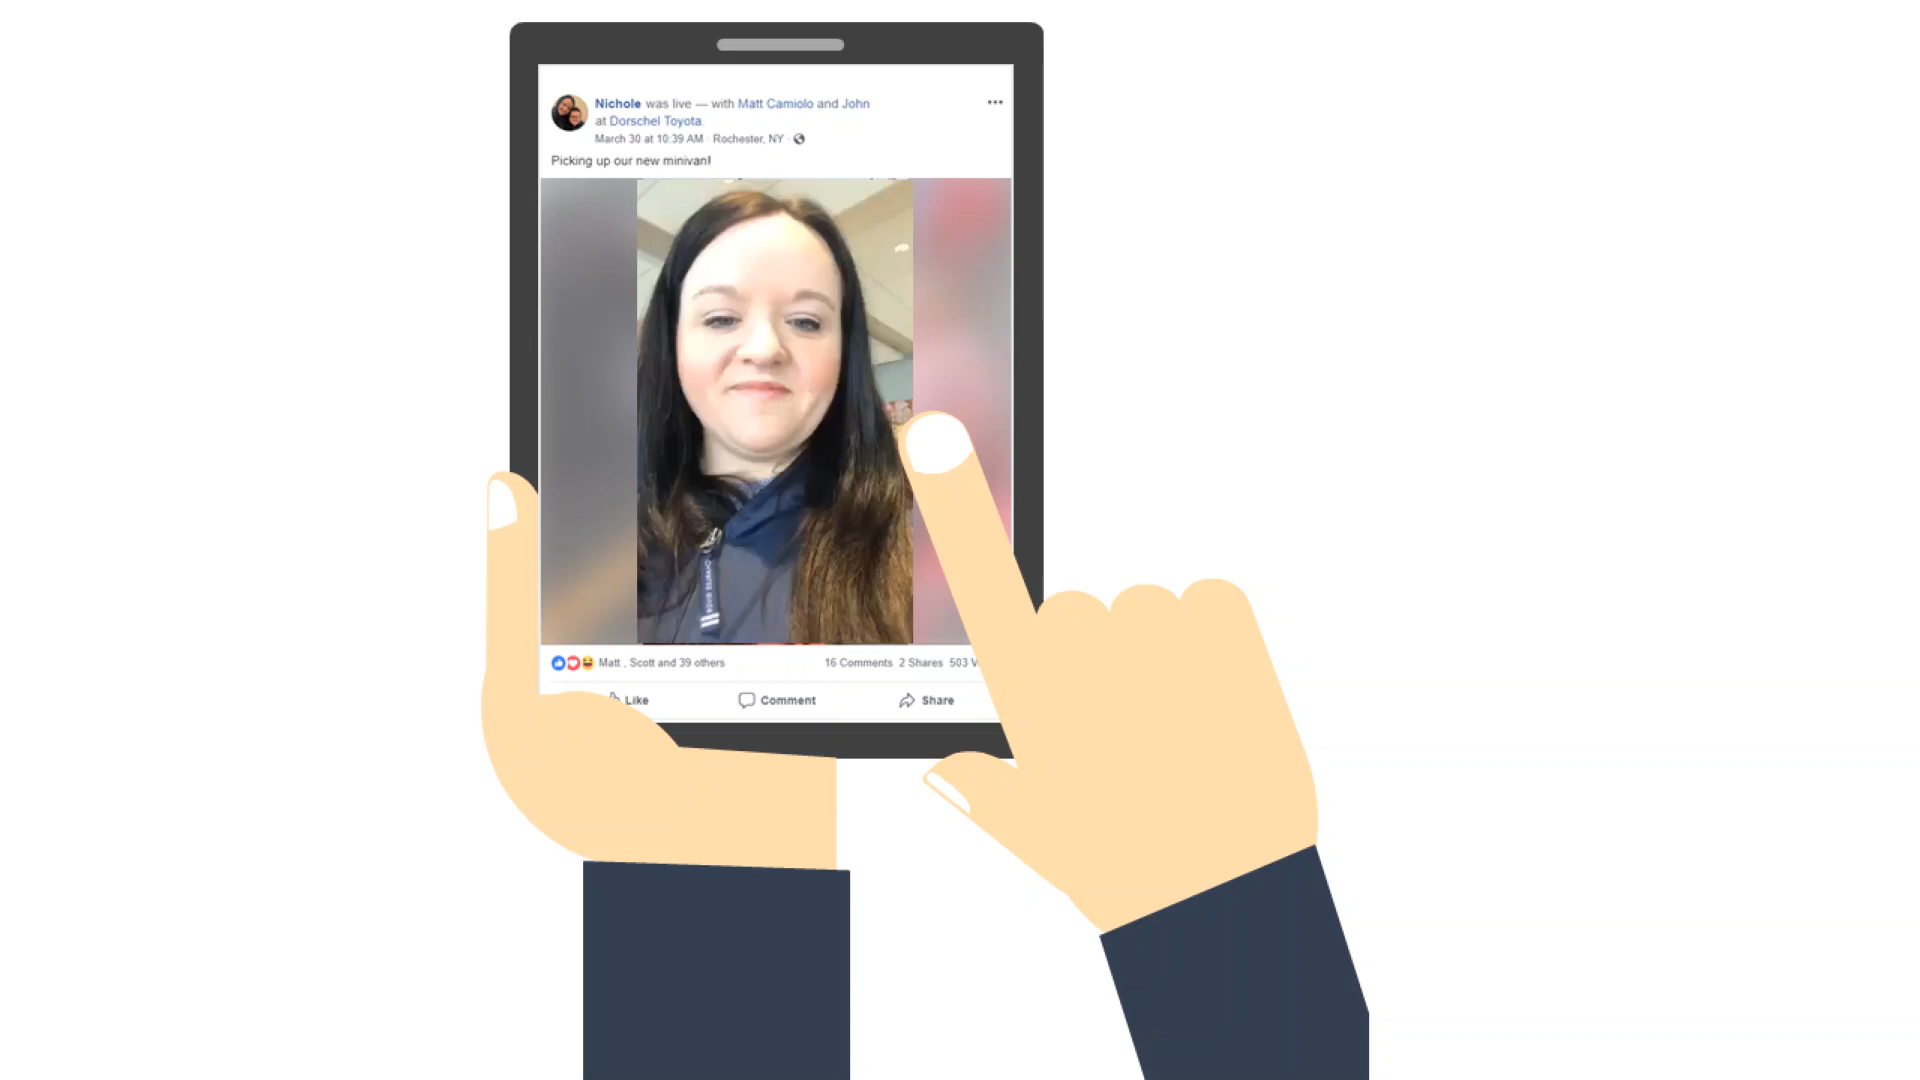 Nichole was live — with Matt Camiolo and John
at Dorschel Toyota.
March 30 at 10:39 AM · Rochester, NY ·
Picking up our new minivan!!
Matt , Scott and 39 others
16 Comments 2 Shares 503 V
Like
Comment
Share